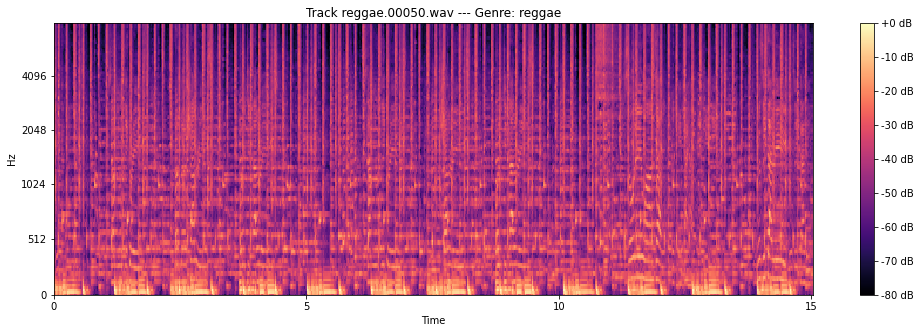 Track reggae.00050.wav --- Genre: reggae
Hz
4096
2048
1024
512
0
0
5
10
15
Time
+0 dB
-10 dB
-20 dB
-30 dB
-40 dB
-50 dB
-60 dB
-70 dB
-80 dB